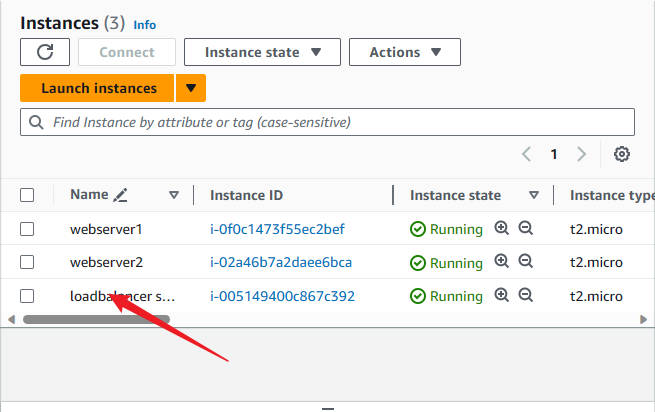 Instances (3) Info
Connect Instance state Actions
Launch instances
Find Instance by attribute or tag (case-sensitive)
1
Name Instance ID Instance state Instance type
webserver1 i-0f0c1473f55ec2bef Running t2.micro
webserver2 i-02a46b7a2daee6bca Running t2.micro
loadbalancer s... i-005149400c867c392 Running t2.micro